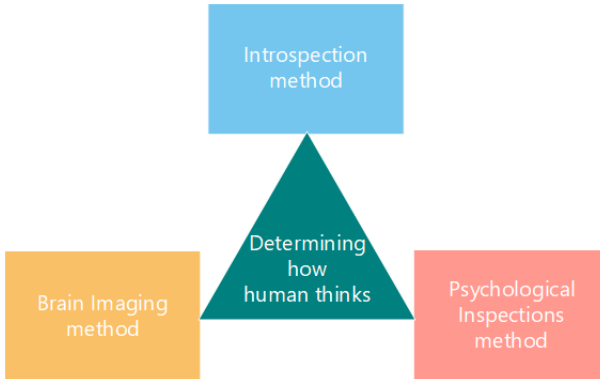 Introspection
method
Determining
how
human thinks
Brain Imaging
method
Psychological
Inspections
method